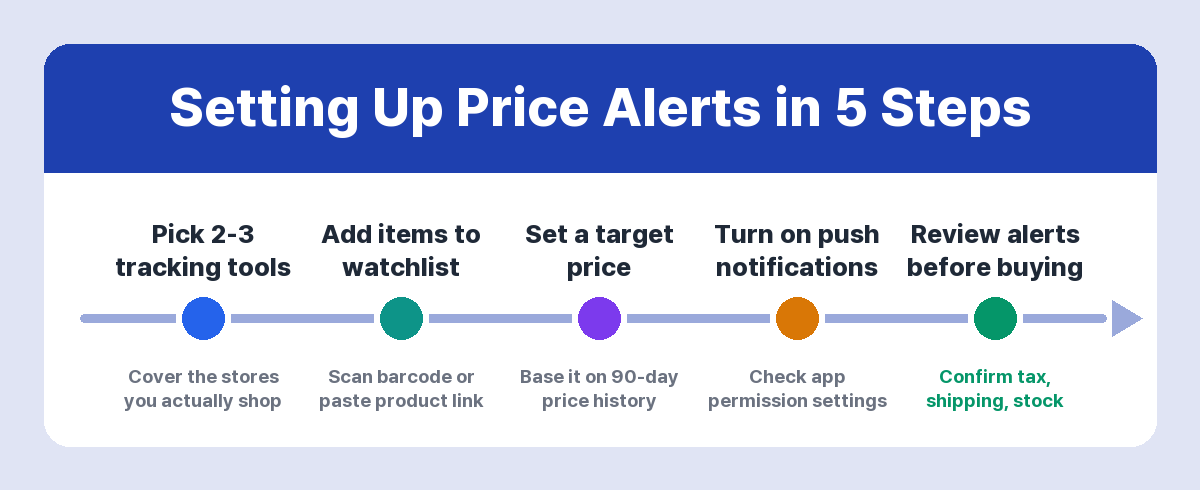 Setting Up Price Alerts in 5 Steps
Pick 2-3
tracking tools
Cover the stores
you actually shop
Add items to
watchlist
Scan barcode or
paste product link
Set a target
price
Base it on 90-day
price history
Turn on push
notifications
Check app
permission settings
Review alerts
before buying
Confirm tax,
shipping, stock